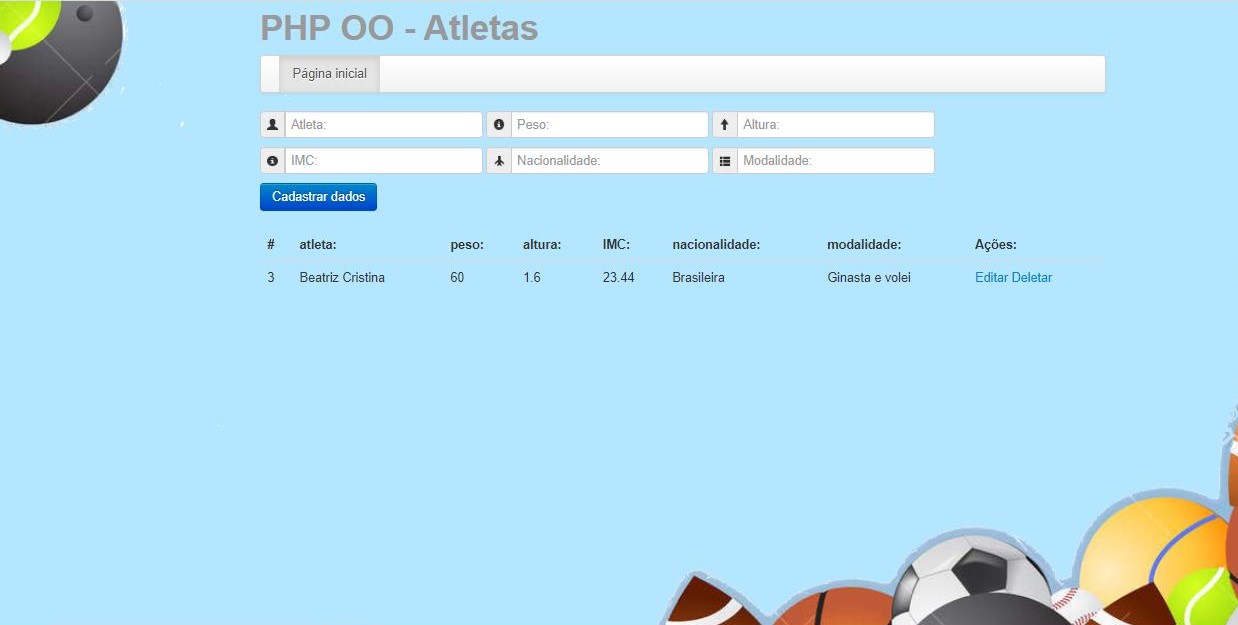 PHP OO - Atletas
Página inicial
Atleta: Peso: Altura:
IMC: Nacionalidade: Modalidade:
Cadastrar dados
# atleta: peso: altura: IMC: nacionalidade: modalidade: Ações:
3 Beatriz Cristina 60 1.6 23.44 Brasileira Ginasta e volei Editar Deletar